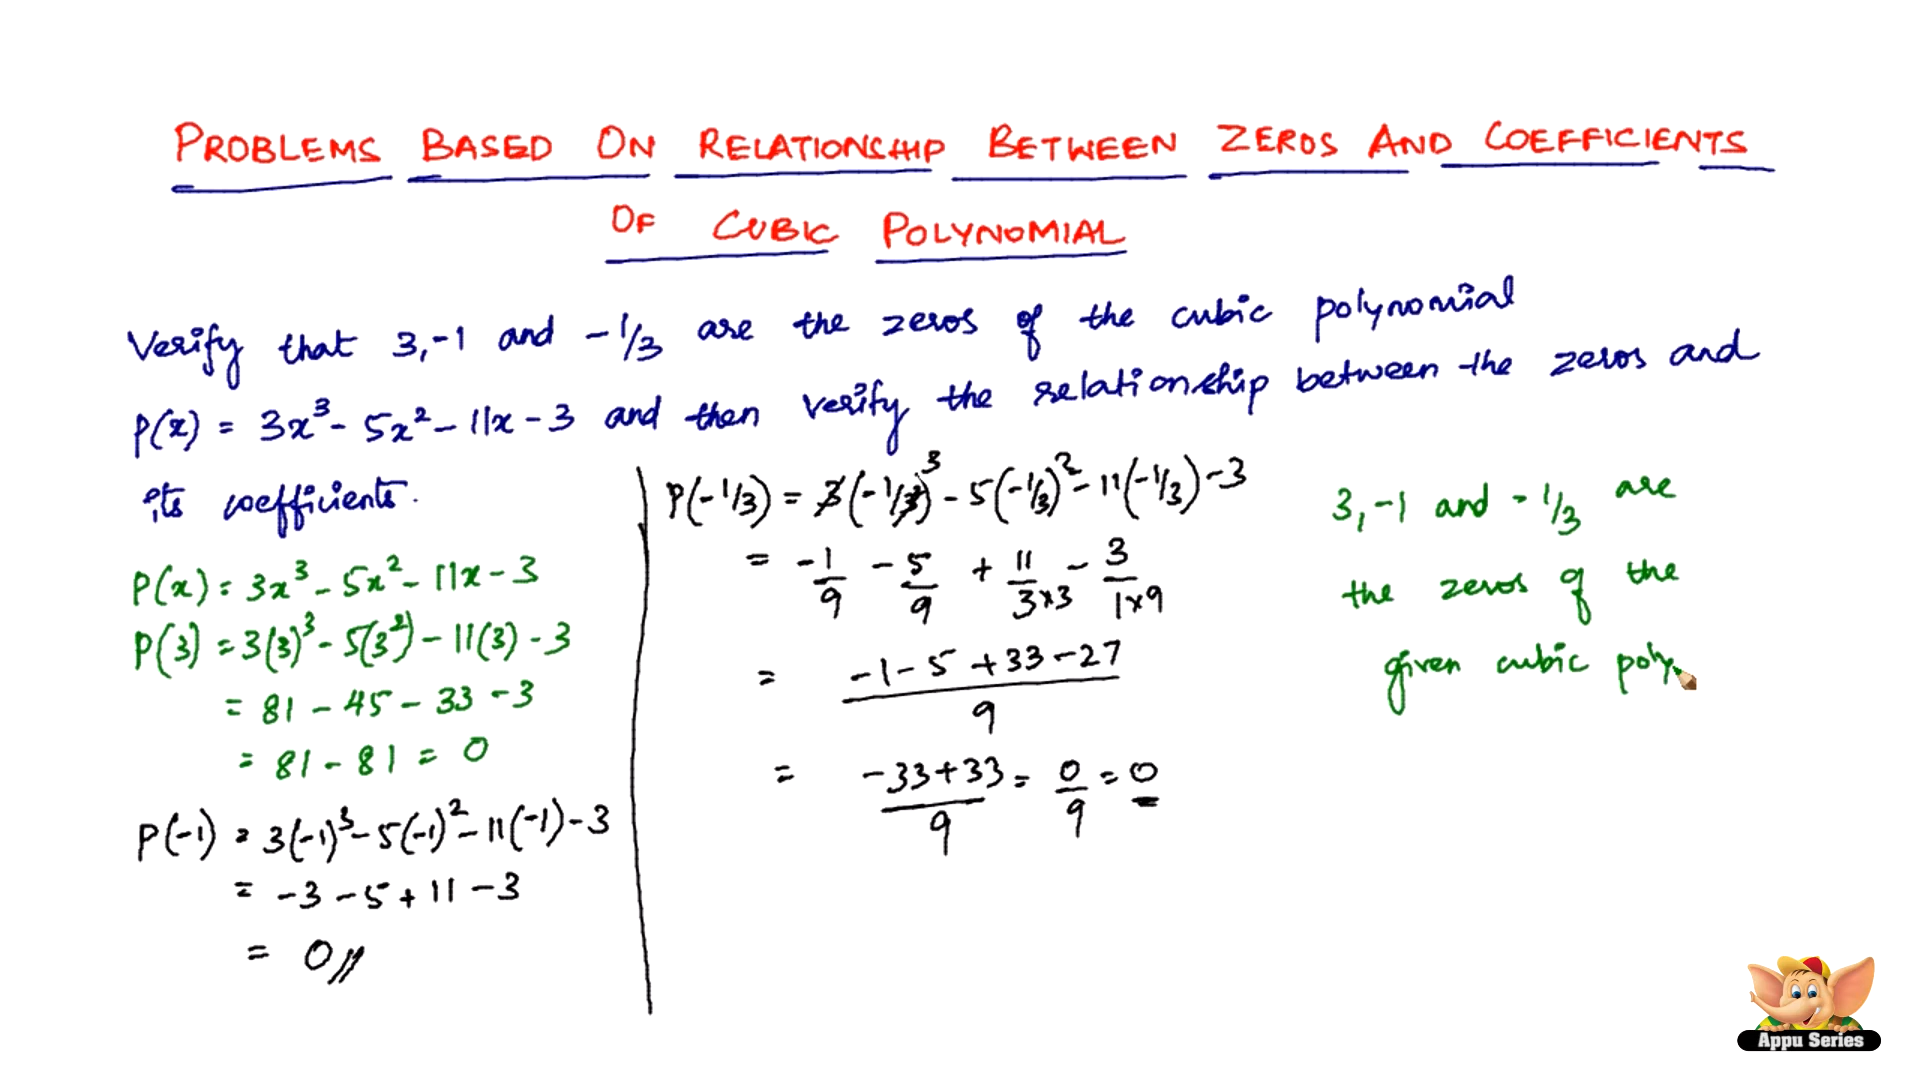 PROBLEMS BASED ON RELATIONSHIP BETWEEN ZEROS AND COEFFICIENTS
OF CUBIC POLYNOMIAL
Verify that 3, -1 and -1/3 are the zeros of the cubic polynomial
P(x) = 3x³ - 5x² - 11x - 3 and then verify the relationship between the zeros and
its coefficients.
P(x) = 3x³ - 5x² - 11x - 3
P(3) = 3(3)³ - 5(3²) - 11(3) - 3
= 81 - 45 - 33 - 3
= 81 - 81 = 0
P(-1) = 3(-1)³ - 5(-1)² - 11(-1) - 3
= -3 - 5 + 11 - 3
= 0//
P(-1/3) = 3(-1/3)³ - 5(-1/3)² - 11(-1/3) - 3
= -1/9 - 5/9 + 11/3×3 - 3/1×9
= -1 - 5 + 33 - 27 / 9
= -33 + 33 / 9 = 0/9 = 0
3, -1 and -1/3 are
the zeros of the
given cubic poly
Appu Series